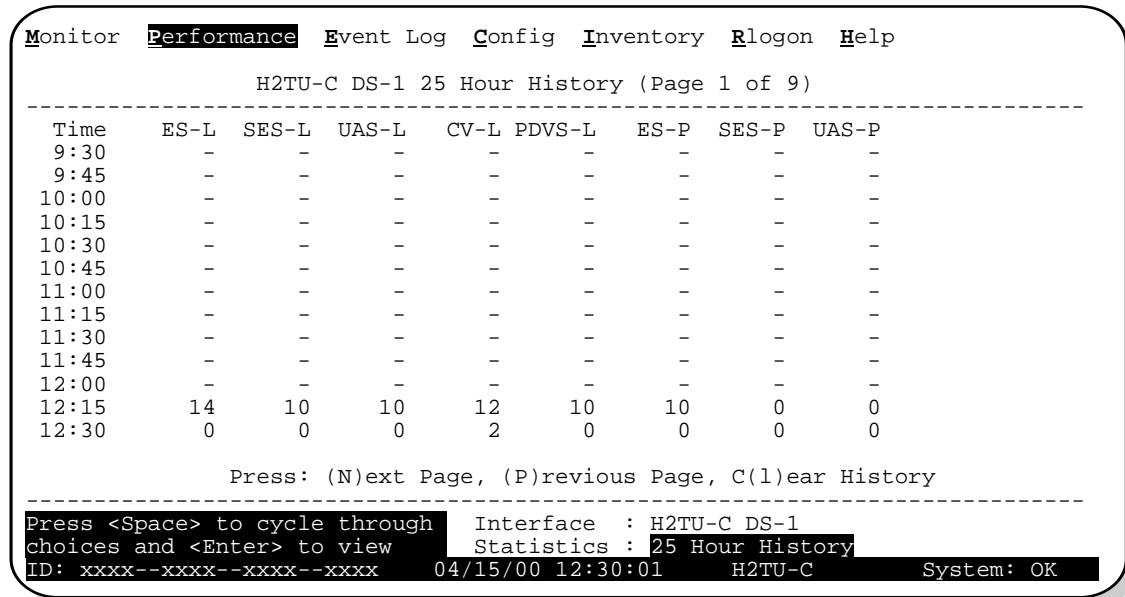 Monitor Performance Event Log Config Inventory Rlogon Help
H2TU-C DS-1 25 Hour History (Page 1 of 9)
--------------------------------------------------------------------------------
Time ES-L SES-L UAS-L CV-L PDVS-L ES-P SES-P UAS-P
9:30 - - - - - - - -
9:45 - - - - - - - -
10:00 - - - - - - - -
10:15 - - - - - - - -
10:30 - - - - - - - -
10:45 - - - - - - - -
11:00 - - - - - - - -
11:15 - - - - - - - -
11:30 - - - - - - - -
11:45 - - - - - - - -
12:00 - - - - - - - -
12:15 14 10 10 12 10 10 0 0
12:30 0 0 0 2 0 0 0 0
Press: (N)ext Page, (P)revious Page, C(l)ear History
--------------------------------------------------------------------------------
Press <Space> to cycle through Interface : H2TU-C DS-1
choices and <Enter> to view Statistics : 25 Hour History
ID: xxxx--xxxx--xxxx--xxxx 04/15/00 12:30:01 H2TU-C System: OK